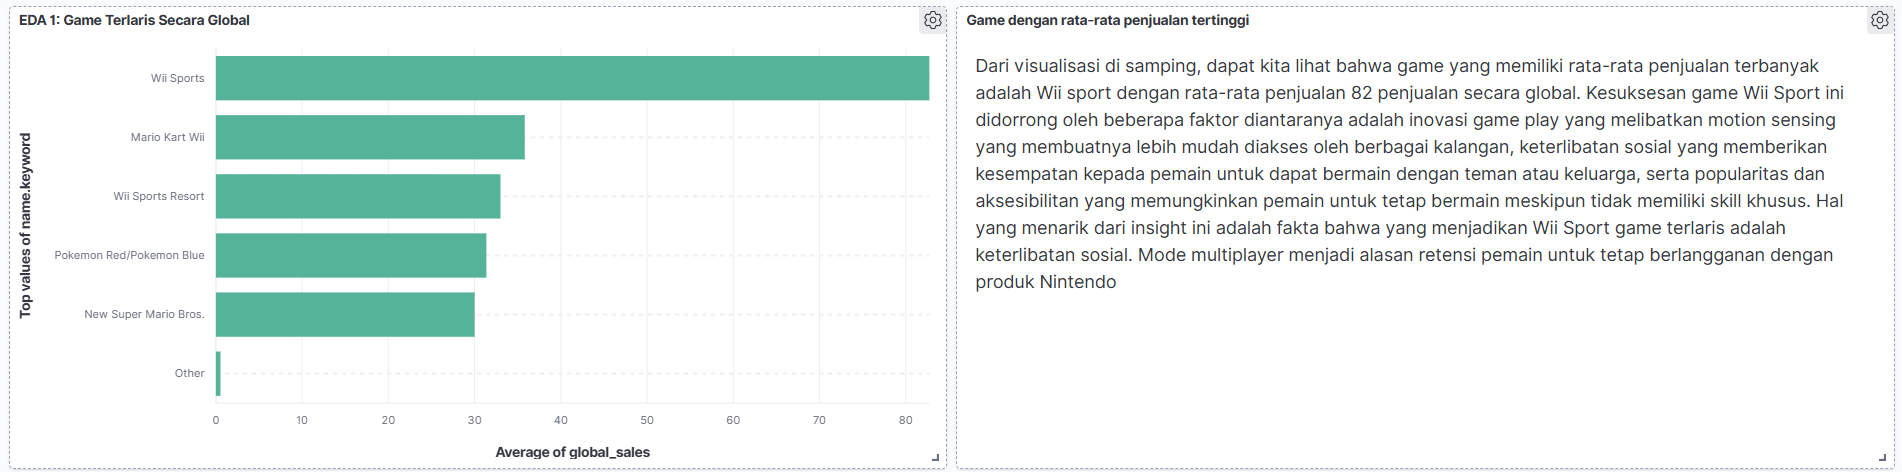 EDA 1: Game Terlaris Secara Global
Top values of name.keyword
Wii Sports
Mario Kart Wii
Wii Sports Resort
Pokemon Red/Pokemon Blue
New Super Mario Bros.
Other
0 10 20 30 40 50 60 70 80
Average of global_sales
Game dengan rata-rata penjualan tertinggi
Dari visualisasi di samping, dapat kita lihat bahwa game yang memiliki rata-rata penjualan terbanyak
adalah Wii sport dengan rata-rata penjualan 82 penjualan secara global. Kesuksesan game Wii Sport ini
didorrong oleh beberapa faktor diantaranya adalah inovasi game play yang melibatkan motion sensing
yang membuatnya lebih mudah diakses oleh berbagai kalangan, keterlibatan sosial yang memberikan
kesempatan kepada pemain untuk dapat bermain dengan teman atau keluarga, serta popularitas dan
aksesibilitan yang memungkinkan pemain untuk tetap bermain meskipun tidak memiliki skill khusus. Hal
yang menarik dari insight ini adalah fakta bahwa yang menjadikan Wii Sport game terlaris adalah
keterlibatan sosial. Mode multiplayer menjadi alasan retensi pemain untuk tetap berlangganan dengan
produk Nintendo